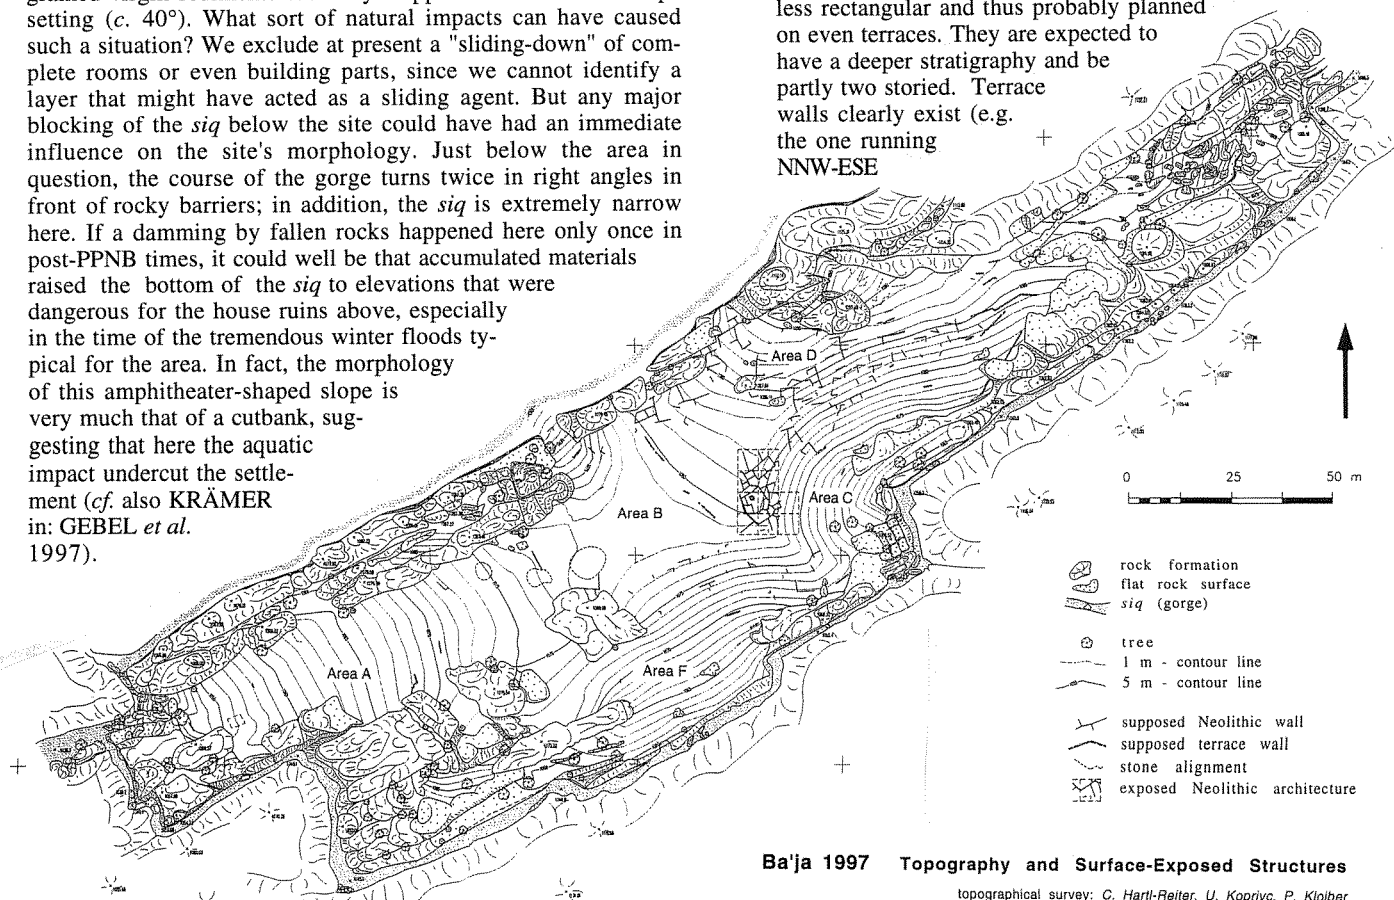 setting (c. 40°). What sort of natural impacts can have caused
such a situation? We exclude at present a "sliding-down" of com-
plete rooms or even building parts, since we cannot identify a
layer that might have acted as a sliding agent. But any major
blocking of the siq below the site could have had an immediate
influence on the site's morphology. Just below the area in
question, the course of the gorge turns twice in right angles in
front of rocky barriers; in addition, the siq is extremely narrow
here. If a damming by fallen rocks happened here only once in
post-PPNB times, it could well be that accumulated materials
raised the bottom of the siq to elevations that were
dangerous for the house ruins above, especially
in the time of the tremendous winter floods ty-
pical for the area. In fact, the morphology
of this amphitheater-shaped slope is
very much that of a cutbank, sug-
gesting that here the aquatic
impact undercut the settle-
ment (cf. also KRÄMER
in: GEBEL et al.
1997).
less rectangular and thus probably planned
on even terraces. They are expected to
have a deeper stratigraphy and be
partly two storied. Terrace
walls clearly exist (e.g.
the one running
NNW-ESE
Area D
Area C
Area B
Area F
Area A
0 25 50 m
rock formation
flat rock surface
siq (gorge)
tree
1 m - contour line
5 m - contour line
supposed Neolithic wall
supposed terrace wall
stone alignment
exposed Neolithic architecture
Ba'ja 1997 Topography and Surface-Exposed Structures
topographical survey: C. Hartl-Reiter, U. Koprivc, P. Kloiber